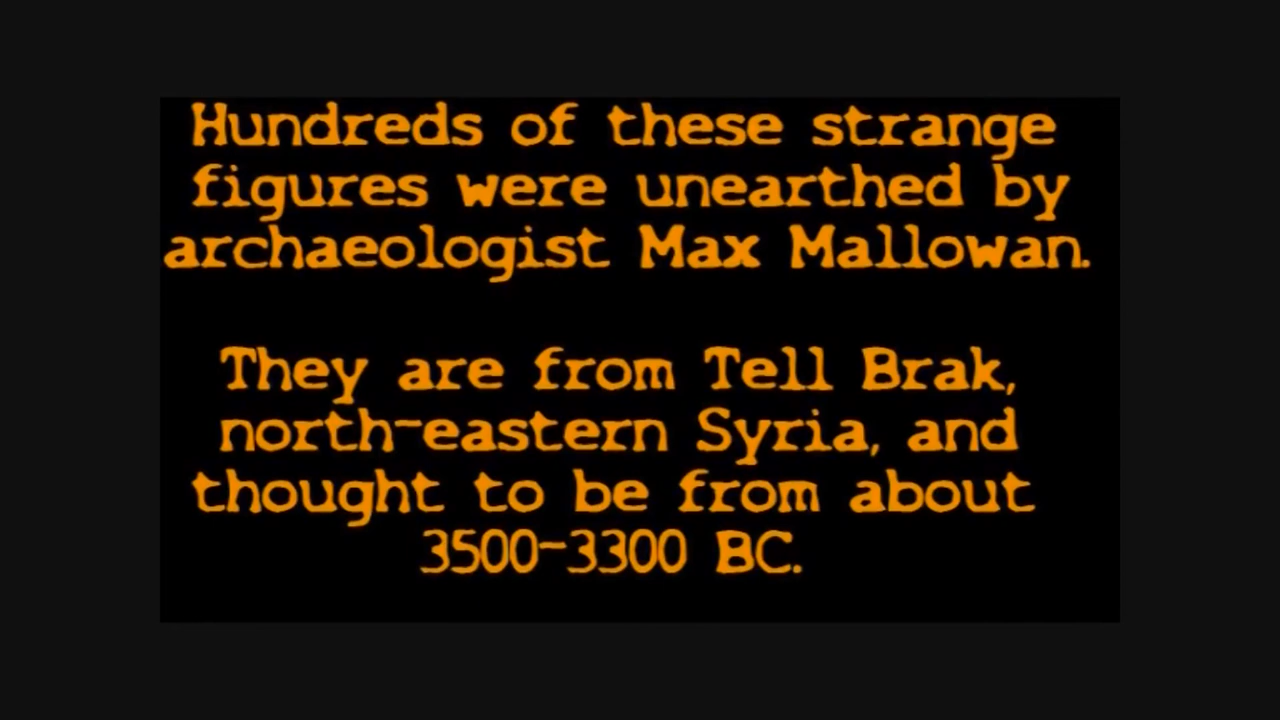 Hundreds of these strange
figures were unearthed by
archaeologist Max Mallowan.
They are from Tell Brak,
north-eastern Syria, and
thought to be from about
3500-3300 BC.